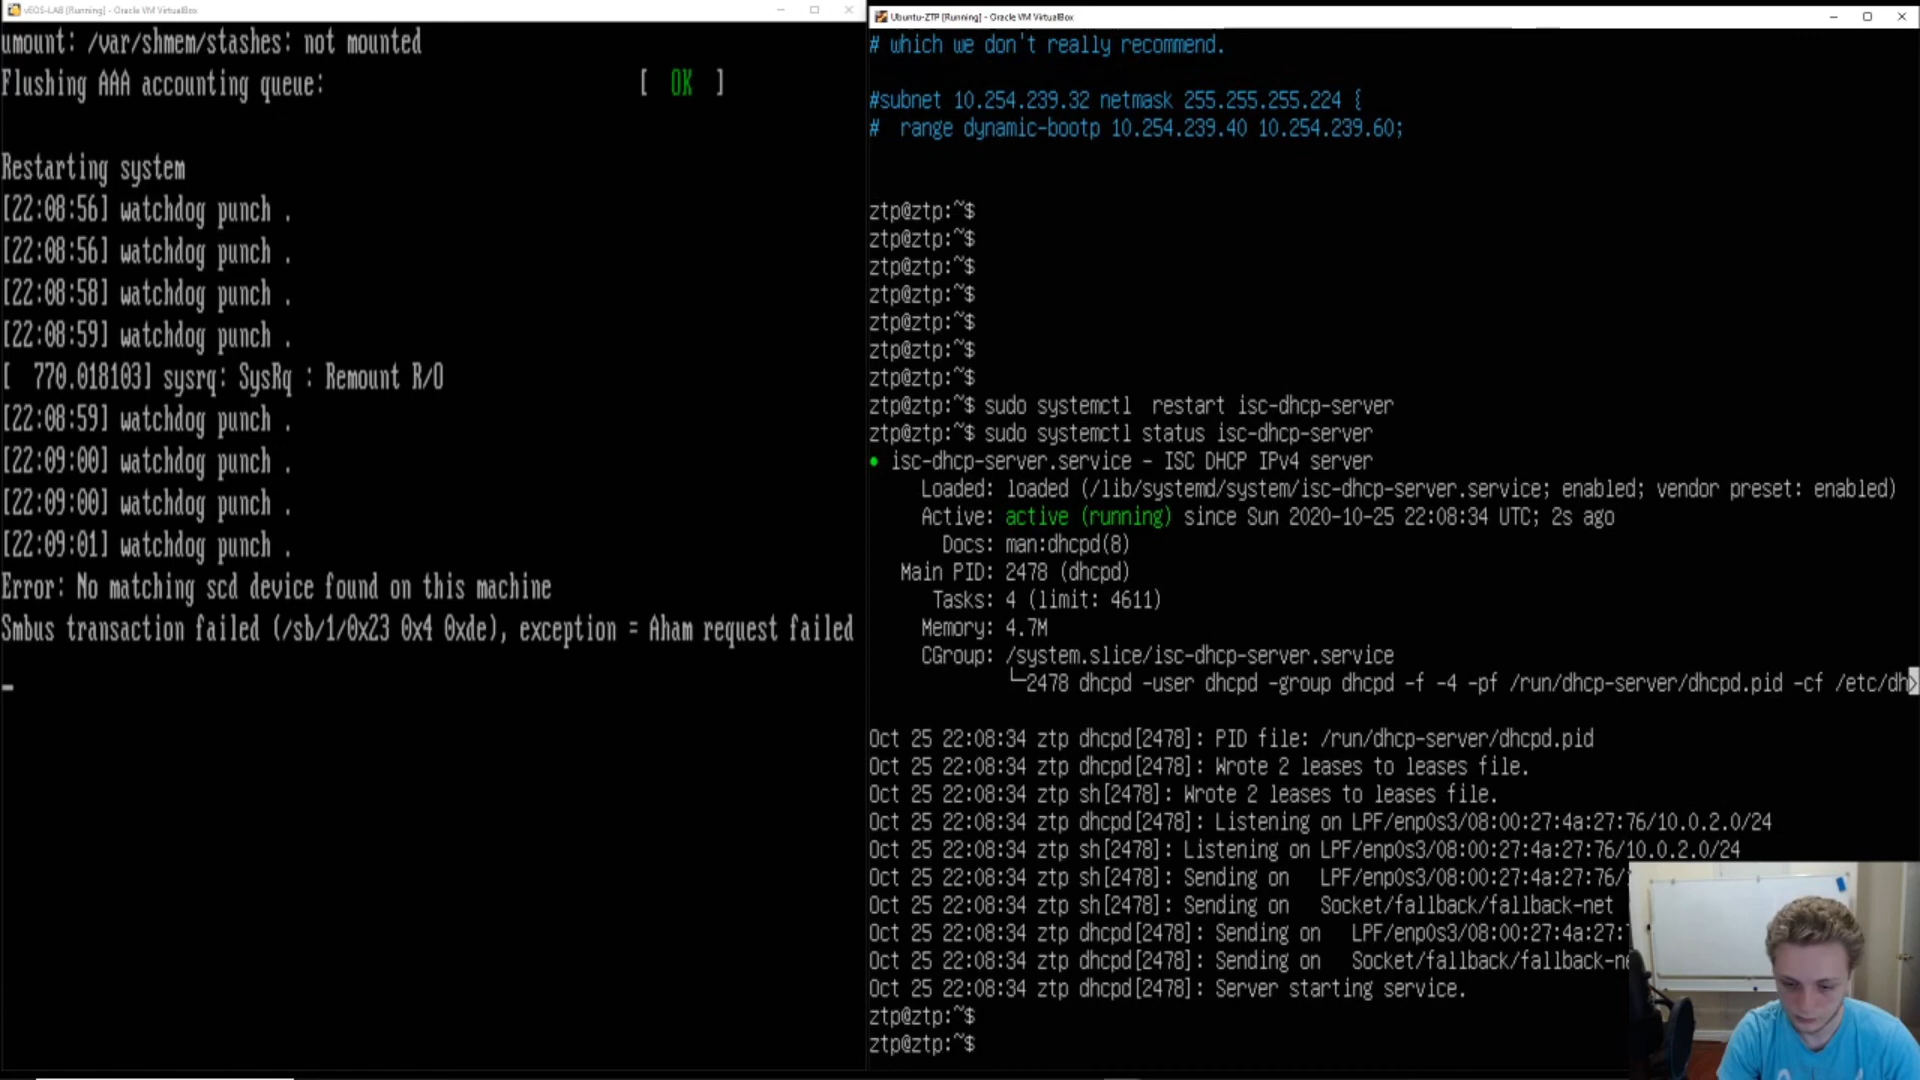 vEOS-LAB [Running] - Oracle VM VirtualBox
umount: /var/shmem/stashes: not mounted
Flushing AAA accounting queue: [ OK ]
Restarting system
[22:08:56] watchdog punch .
[22:08:56] watchdog punch .
[22:08:58] watchdog punch .
[22:08:59] watchdog punch .
[ 770.018103] sysrq: SysRq : Remount R/O
[22:08:59] watchdog punch .
[22:09:00] watchdog punch .
[22:09:00] watchdog punch .
[22:09:01] watchdog punch .
Error: No matching scd device found on this machine
Smbus transaction failed (/sb/1/0x23 0x4 0xde), exception = Aham request failed
Ubuntu-ZTP [Running] - Oracle VM VirtualBox
# which we don't really recommend.
#subnet 10.254.239.32 netmask 255.255.255.224 {
#  range dynamic-bootp 10.254.239.40 10.254.239.60;
ztp@ztp:~$
ztp@ztp:~$
ztp@ztp:~$
ztp@ztp:~$
ztp@ztp:~$
ztp@ztp:~$
ztp@ztp:~$
ztp@ztp:~$ sudo systemctl  restart isc-dhcp-server
ztp@ztp:~$ sudo systemctl status isc-dhcp-server
● isc-dhcp-server.service - ISC DHCP IPv4 server
Loaded: loaded (/lib/systemd/system/isc-dhcp-server.service; enabled; vendor preset: enabled)
Active: active (running) since Sun 2020-10-25 22:08:34 UTC; 2s ago
Docs: man:dhcpd(8)
Main PID: 2478 (dhcpd)
Tasks: 4 (limit: 4611)
Memory: 4.7M
CGroup: /system.slice/isc-dhcp-server.service
└─2478 dhcpd -user dhcpd -group dhcpd -f -4 -pf /run/dhcp-server/dhcpd.pid -cf /etc/dh>
Oct 25 22:08:34 ztp dhcpd[2478]: PID file: /run/dhcp-server/dhcpd.pid
Oct 25 22:08:34 ztp dhcpd[2478]: Wrote 2 leases to leases file.
Oct 25 22:08:34 ztp sh[2478]: Wrote 2 leases to leases file.
Oct 25 22:08:34 ztp dhcpd[2478]: Listening on LPF/enp0s3/08:00:27:4a:27:76/10.0.2.0/24
Oct 25 22:08:34 ztp sh[2478]: Listening on LPF/enp0s3/08:00:27:4a:27:76/10.0.2.0/24
Oct 25 22:08:34 ztp sh[2478]: Sending on   LPF/enp0s3/08:00:27:4a:27:76/
Oct 25 22:08:34 ztp sh[2478]: Sending on   Socket/fallback/fallback-net
Oct 25 22:08:34 ztp dhcpd[2478]: Sending on   LPF/enp0s3/08:00:27:4a:27:
Oct 25 22:08:34 ztp dhcpd[2478]: Sending on   Socket/fallback/fallback-ne
Oct 25 22:08:34 ztp dhcpd[2478]: Server starting service.
ztp@ztp:~$
ztp@ztp:~$